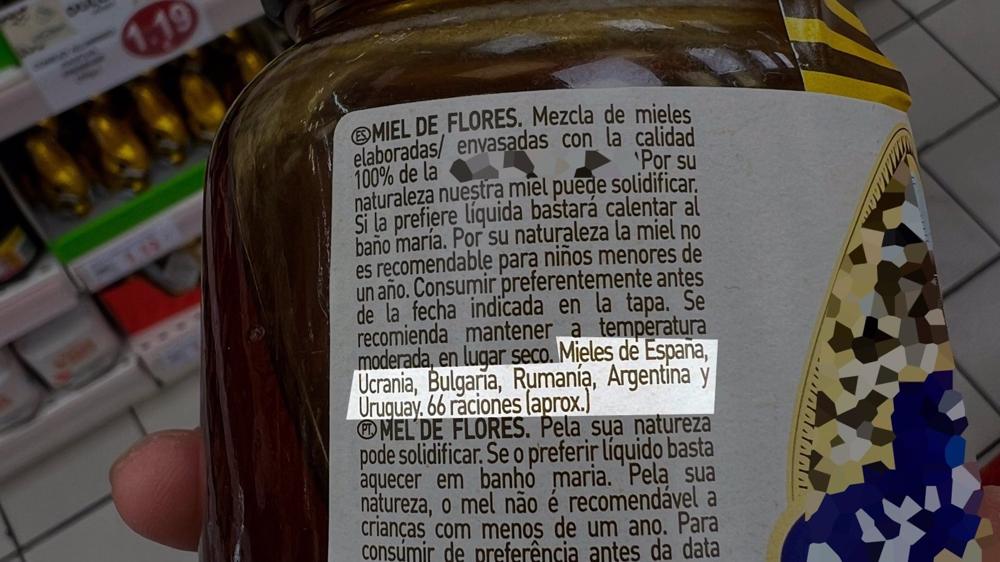 1.19
ES MIEL DE FLORES. Mezcla de mieles
elaboradas/ envasadas con la calidad
100% de la Por su
naturaleza nuestra miel puede solidificar.
Si la prefiere líquida bastará calentar al
baño maría. Por su naturaleza la miel no
es recomendable para niños menores de
un año. Consumir preferentemente antes
de la fecha indicada en la tapa. Se
recomienda mantener a temperatura
moderada, en lugar seco. Mieles de España,
Ucrania, Bulgaria, Rumanía, Argentina y
Uruguay. 66 raciones (aprox.)
PT MEL DE FLORES. Pela sua natureza
pode solidificar. Se o preferir líquido basta
aquecer em banho maria. Pela sua
natureza, o mel não é recomendável a
crianças com menos de um ano. Para
consumir de preferência antes da data